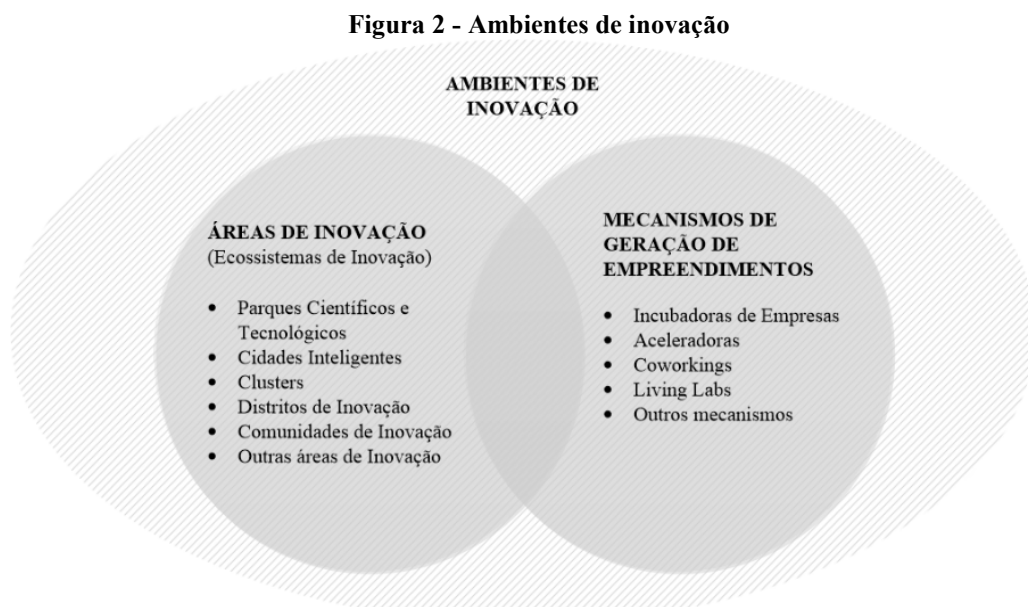 Figura 2 - Ambientes de inovação
AMBIENTES DE
INOVAÇÃO
ÁREAS DE INOVAÇÃO
(Ecossistemas de Inovação)
• Parques Científicos e
Tecnológicos
• Cidades Inteligentes
• Clusters
• Distritos de Inovação
• Comunidades de Inovação
• Outras áreas de Inovação
MECANISMOS DE
GERAÇÃO DE
EMPREENDIMENTOS
• Incubadoras de Empresas
• Aceleradoras
• Coworkings
• Living Labs
• Outros mecanismos